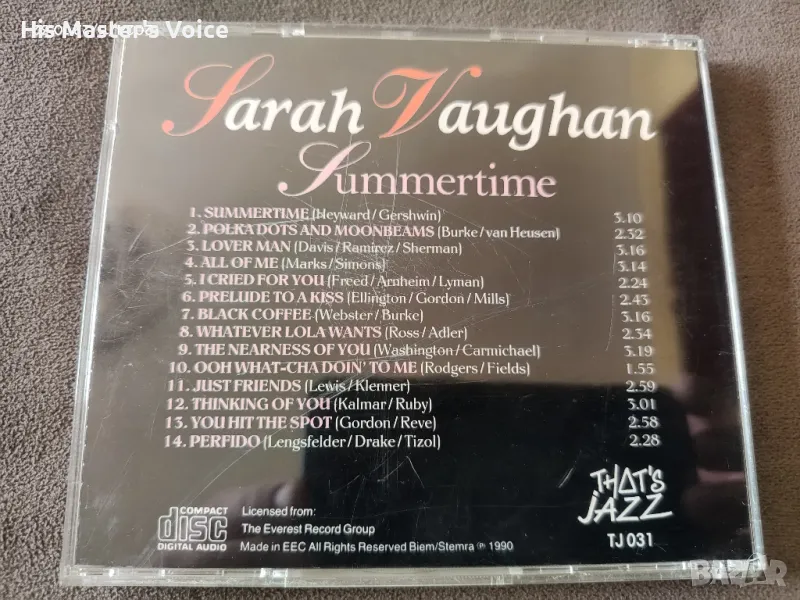 His Master's Voice
Sarah Vaughan
Summertime
1. SUMMERTIME (Heyward/Gershwin) 3.10
2. POLKA DOTS AND MOONBEAMS (Burke/van Heusen) 2.32
3. LOVER MAN (Davis/Ramirez/Sherman) 3.16
4. ALL OF ME (Marks/Simons) 3.14
5. I CRIED FOR YOU (Freed/Arnheim/Lyman) 2.24
6. PRELUDE TO A KISS (Ellington/Gordon/Mills) 2.43
7. BLACK COFFEE (Webster/Burke) 3.16
8. WHATEVER LOLA WANTS (Ross/Adler) 2.34
9. THE NEARNESS OF YOU (Washington/Carmichael) 3.19
10. OOH WHAT-CHA DOIN' TO ME (Rodgers/Fields) 1.55
11. JUST FRIENDS (Lewis/Klenner) 2.59
12. THINKING OF YOU (Kalmar/Ruby) 3.01
13. YOU HIT THE SPOT (Gordon/Reve) 2.58
14. PERFIDO (Lengsfelder/Drake/Tizol) 2.28
COMPACT
disc
DIGITAL AUDIO
Licensed from:
The Everest Record Group
Made in EEC All Rights Reserved Biem/Stemra ℗ 1990
THAT'S
JAZZ
TJ 031
BAZAR